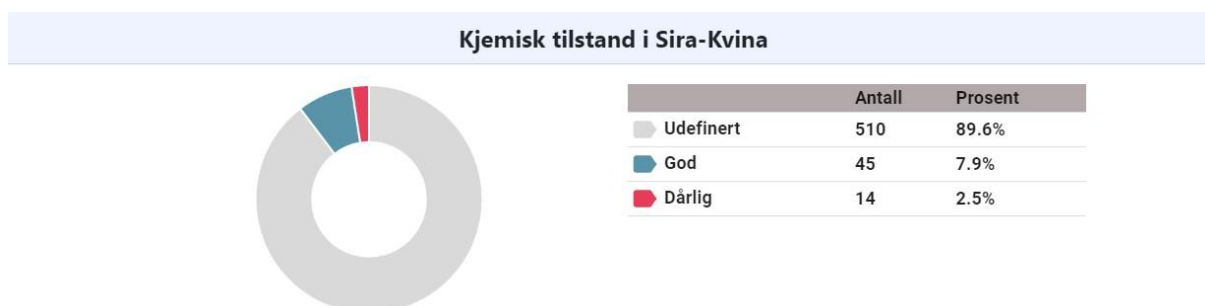 Kjemisk tilstand i Sira-Kvina
Antall Prosent
Udefinert 510 89.6%
God 45 7.9%
Dårlig 14 2.5%